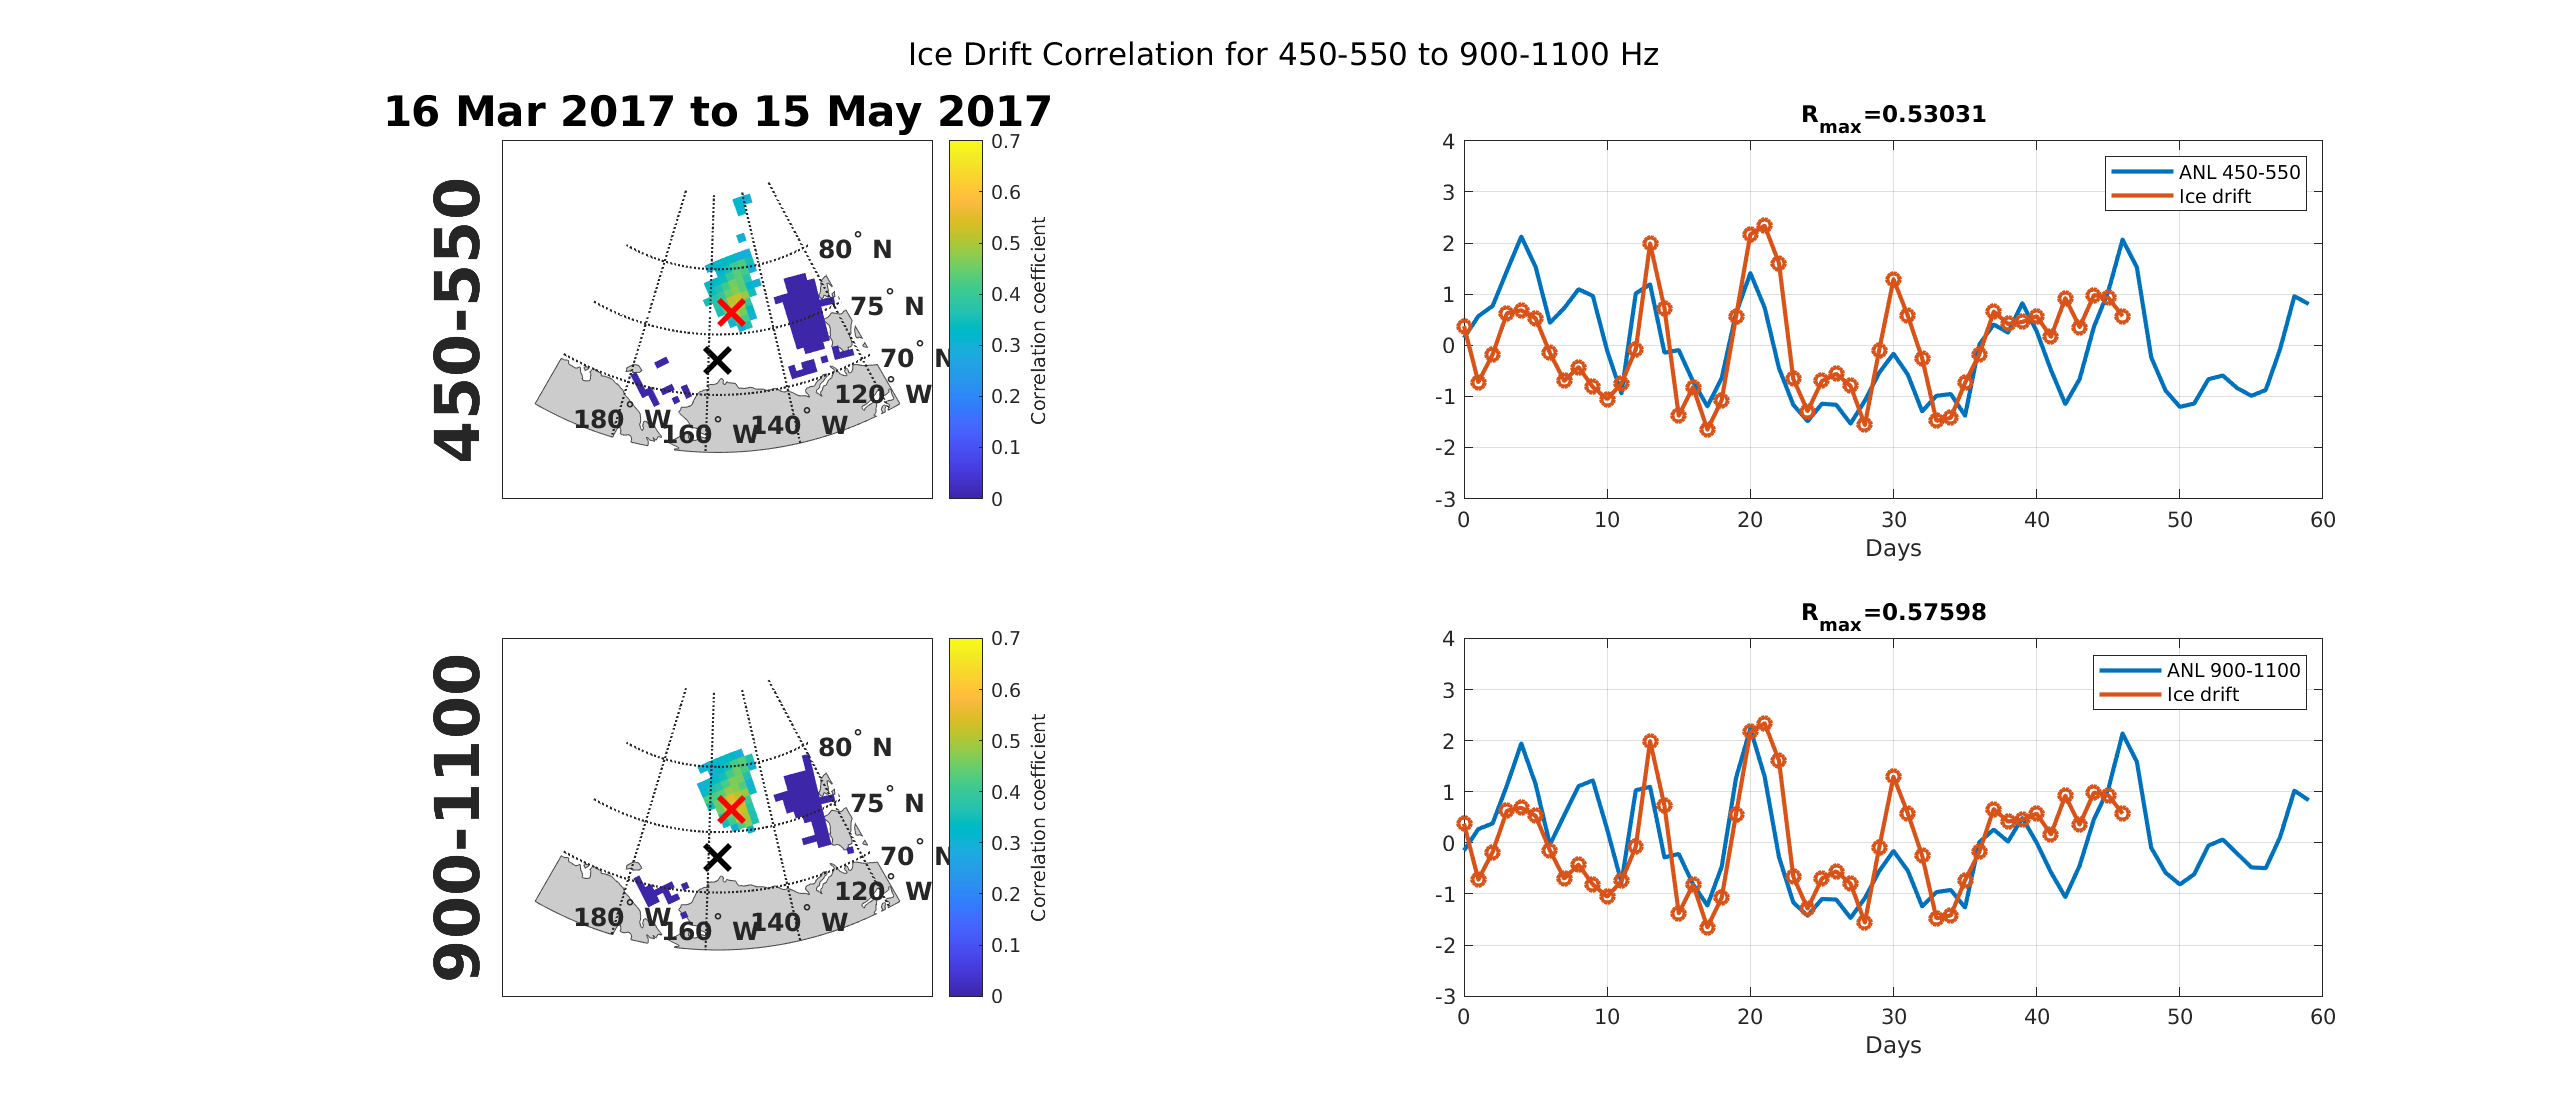 Ice Drift Correlation for 450-550 to 900-1100 Hz
16 Mar 2017 to 15 May 2017
450-550
80° N
75° N
70° N
120° W
180° W
160° W
140° W
0.7
0.6
0.5
0.4
0.3
0.2
0.1
0
Correlation coefficient
Rmax=0.53031
4
3
2
1
0
-1
-2
-3
ANL 450-550
Ice drift
0 10 20 30 40 50 60
Days
900-1100
80° N
75° N
70° N
120° W
180° W
160° W
140° W
0.7
0.6
0.5
0.4
0.3
0.2
0.1
0
Correlation coefficient
Rmax=0.57598
4
3
2
1
0
-1
-2
-3
ANL 900-1100
Ice drift
0 10 20 30 40 50 60
Days